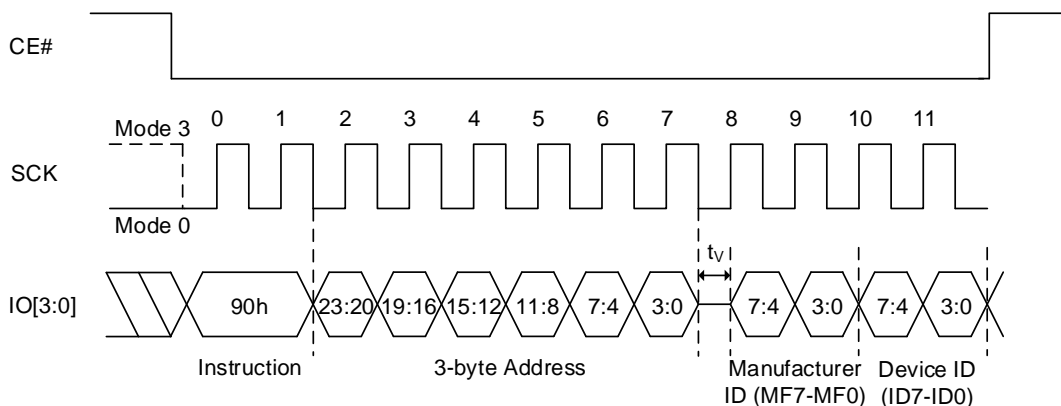 CE#
0 1 2 3 4 5 6 7 8 9 10 11
Mode 3
SCK
Mode 0
tV
IO[3:0] 90h 23:20 19:16 15:12 11:8 7:4 3:0 7:4 3:0 7:4 3:0
Instruction 3-byte Address Manufacturer Device ID
ID (MF7-MF0) (ID7-ID0)